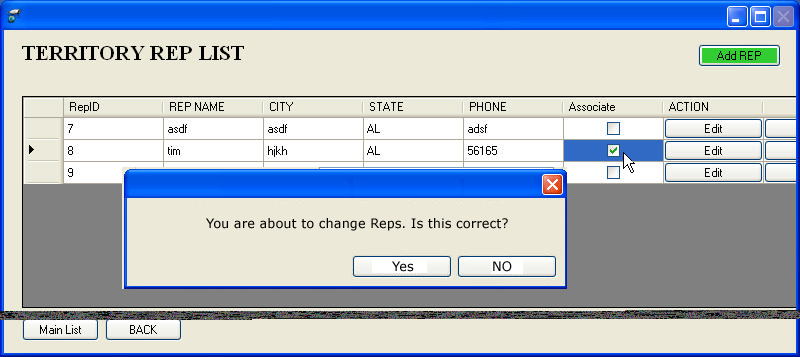 TERRITORY REP LIST
Add REP
RepID REP NAME CITY STATE PHONE Associate ACTION
7 asdf asdf AL adsf Edit
8 tim hjkh AL 56165 Edit
9 Edit
You are about to change Reps. Is this correct?
Yes NO
Main List BACK